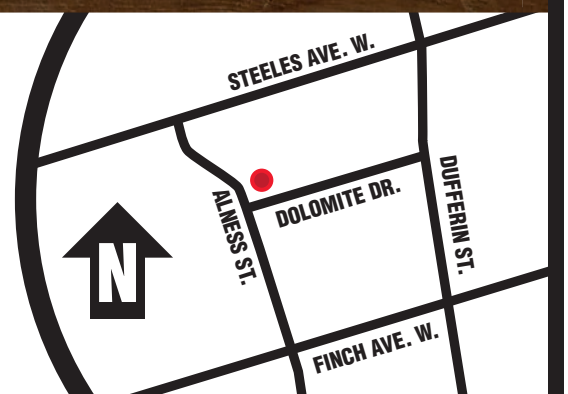 STEELES AVE. W.
ALNESS ST.
DOLOMITE DR.
DUFFERIN ST.
N
FINCH AVE. W.